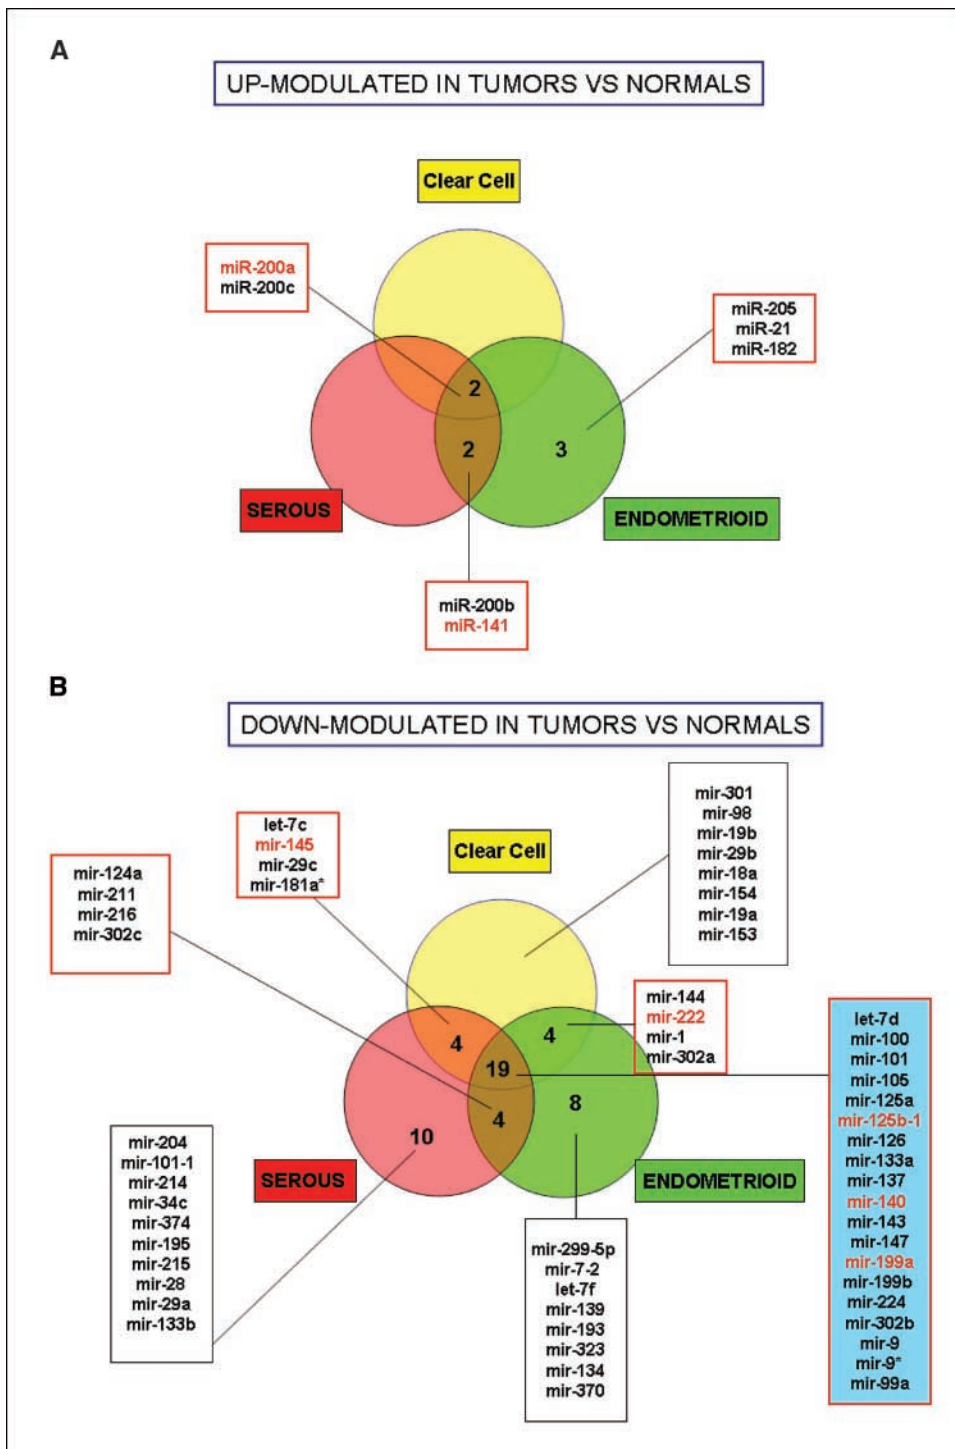 A
UP-MODULATED IN TUMORS VS NORMALS
Clear Cell
miR-200a
miR-200c
miR-205
miR-21
miR-182
2
2
3
SEROUS
ENDOMETRIOID
miR-200b
miR-141
B
DOWN-MODULATED IN TUMORS VS NORMALS
let-7c
mir-145
mir-29c
mir-181a*
Clear Cell
mir-301
mir-98
mir-19b
mir-29b
mir-18a
mir-154
mir-19a
mir-153
mir-124a
mir-211
mir-216
mir-302c
mir-144
mir-222
mir-1
mir-302a
4
4
19
4
8
10
let-7d
mir-100
mir-101
mir-105
mir-125a
mir-125b-1
mir-126
mir-133a
mir-137
mir-140
mir-143
mir-147
mir-199a
mir-199b
mir-224
mir-302b
mir-9
mir-9*
mir-99a
SEROUS
ENDOMETRIOID
mir-204
mir-101-1
mir-214
mir-34c
mir-374
mir-195
mir-215
mir-28
mir-29a
mir-133b
mir-299-5p
mir-7-2
let-7f
mir-139
mir-193
mir-323
mir-134
mir-370